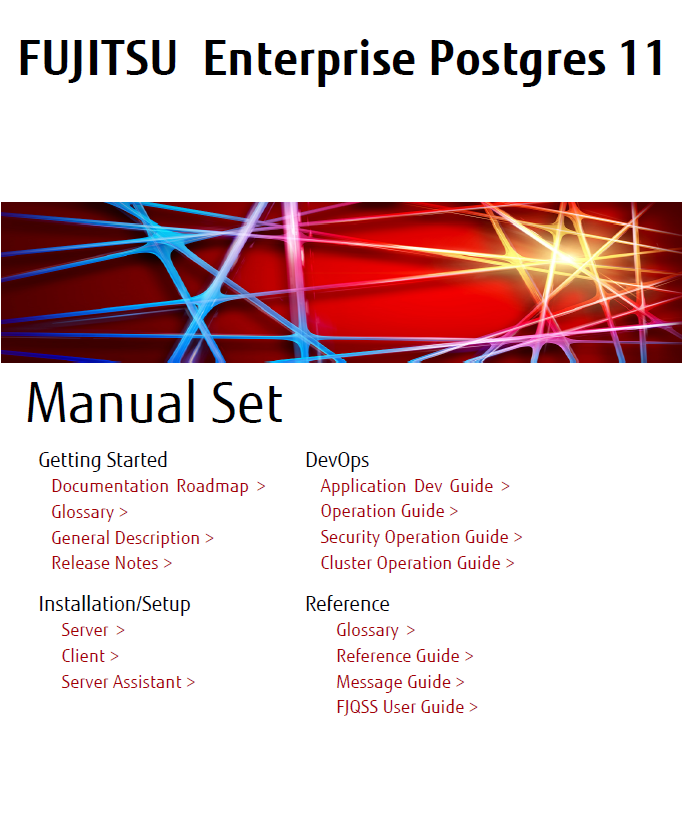 FUJITSU Enterprise Postgres 11
Manual Set
Getting Started
Documentation Roadmap >
Glossary >
General Description >
Release Notes >
Installation/Setup
Server >
Client >
Server Assistant >
DevOps
Application Dev Guide >
Operation Guide >
Security Operation Guide >
Cluster Operation Guide >
Reference
Glossary >
Reference Guide >
Message Guide >
FJQSS User Guide >